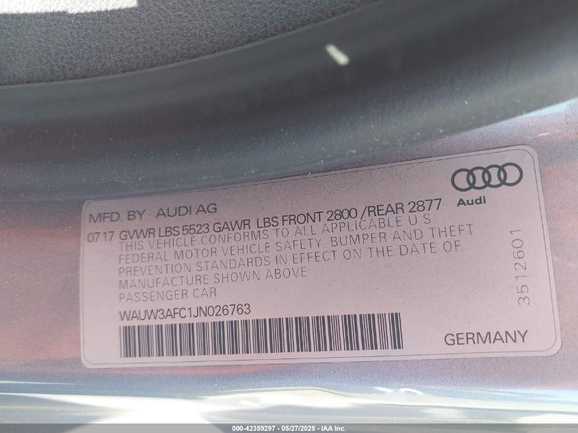 MFD. BY AUDI AG
Audi
07 17 GVWR LBS 5523 GAWR LBS FRONT 2800 /REAR 2877
THIS VEHICLE CONFORMS TO ALL APPLICABLE U S
FEDERAL MOTOR VEHICLE SAFETY, BUMPER AND THEFT
PREVENTION STANDARDS IN EFFECT ON THE DATE OF
MANUFACTURE SHOWN ABOVE
PASSENGER CAR
WAUW3AFC1JN026763
3512601
GERMANY
000-42359297 - 05/27/2025 - IAA Inc.